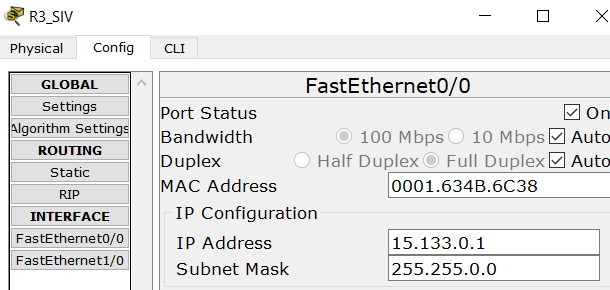 R3_SIV
Physical Config CLI
GLOBAL
Settings
Algorithm Settings
ROUTING
Static
RIP
INTERFACE
FastEthernet0/0
FastEthernet1/0
FastEthernet0/0
Port Status On
Bandwidth 100 Mbps 10 Mbps Auto
Duplex Half Duplex Full Duplex Auto
MAC Address 0001.634B.6C38
IP Configuration
IP Address 15.133.0.1
Subnet Mask 255.255.0.0